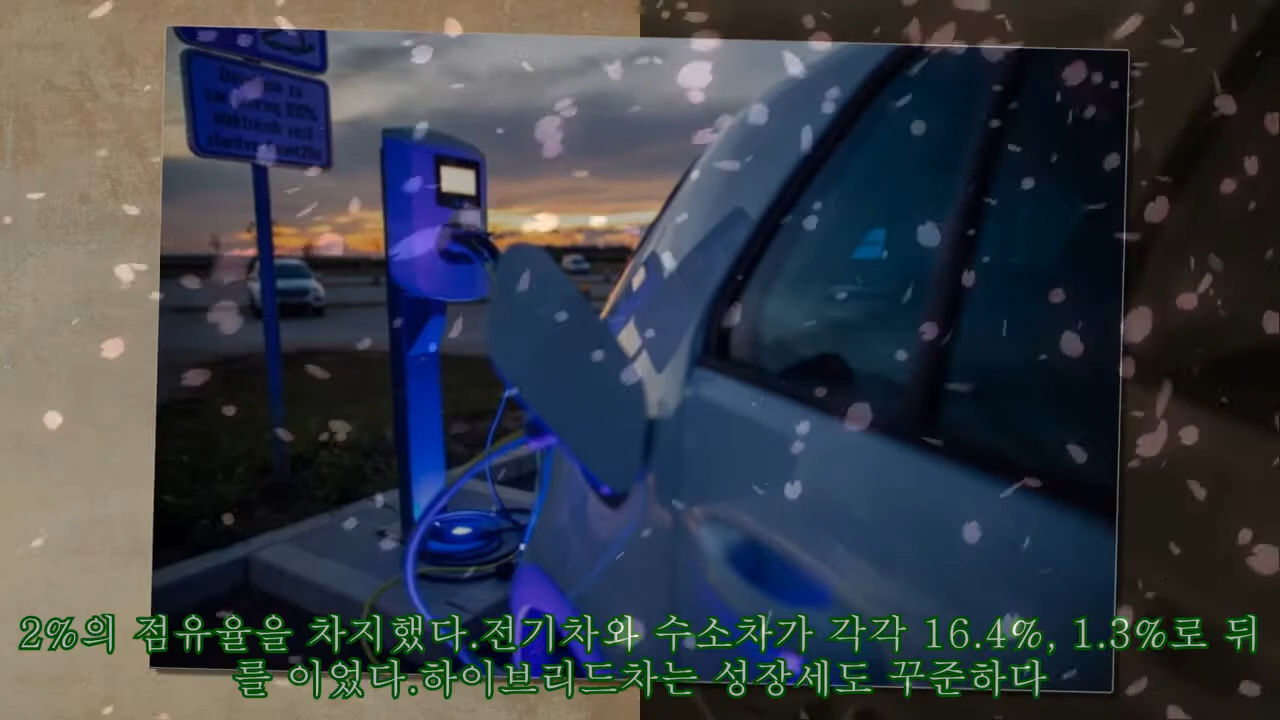 2%의 점유율을 차지했다.전기차와 수소차가 각각 16.4%, 1.3%로 뒤
를 이었다.하이브리드차는 성장세도 꾸준하다